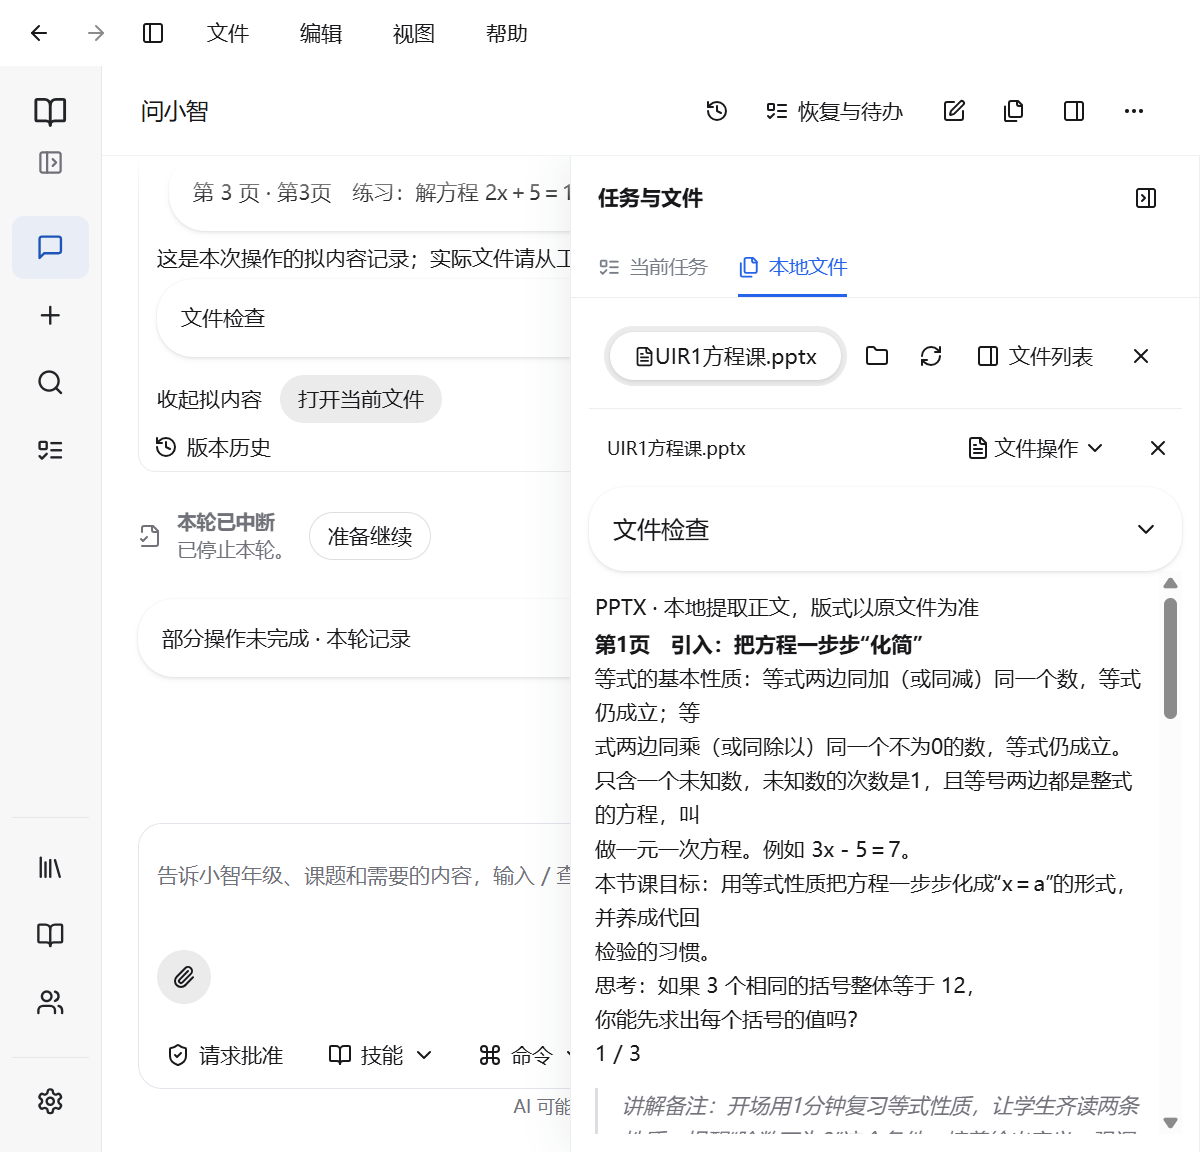 文件 编辑 视图 帮助
问小智 恢复与待办
第 3 页 · 第3页 练习：解方程 2x + 5 = 1
这是本次操作的拟内容记录；实际文件请从工
文件检查
收起拟内容 打开当前文件
版本历史
本轮已中断
已停止本轮。
准备继续
部分操作未完成 · 本轮记录
告诉小智年级、课题和需要的内容，输入 / 查
请求批准 技能 命令
AI 可能
任务与文件
当前任务 本地文件
UIR1方程课.pptx 文件列表
UIR1方程课.pptx 文件操作
文件检查
PPTX · 本地提取正文，版式以原文件为准
第1页 引入：把方程一步步“化简”
等式的基本性质：等式两边同加（或同减）同一个数，等式
仍成立；等
式两边同乘（或同除以）同一个不为0的数，等式仍成立。
只含一个未知数，未知数的次数是1，且等号两边都是整式
的方程，叫
做一元一次方程。例如 3x - 5 = 7。
本节课目标：用等式性质把方程一步步化成“x = a”的形式，
并养成代回
检验的习惯。
思考：如果 3 个相同的括号整体等于 12，
你能先求出每个括号的值吗？
1 / 3
讲解备注：开场用1分钟复习等式性质，让学生齐读两条